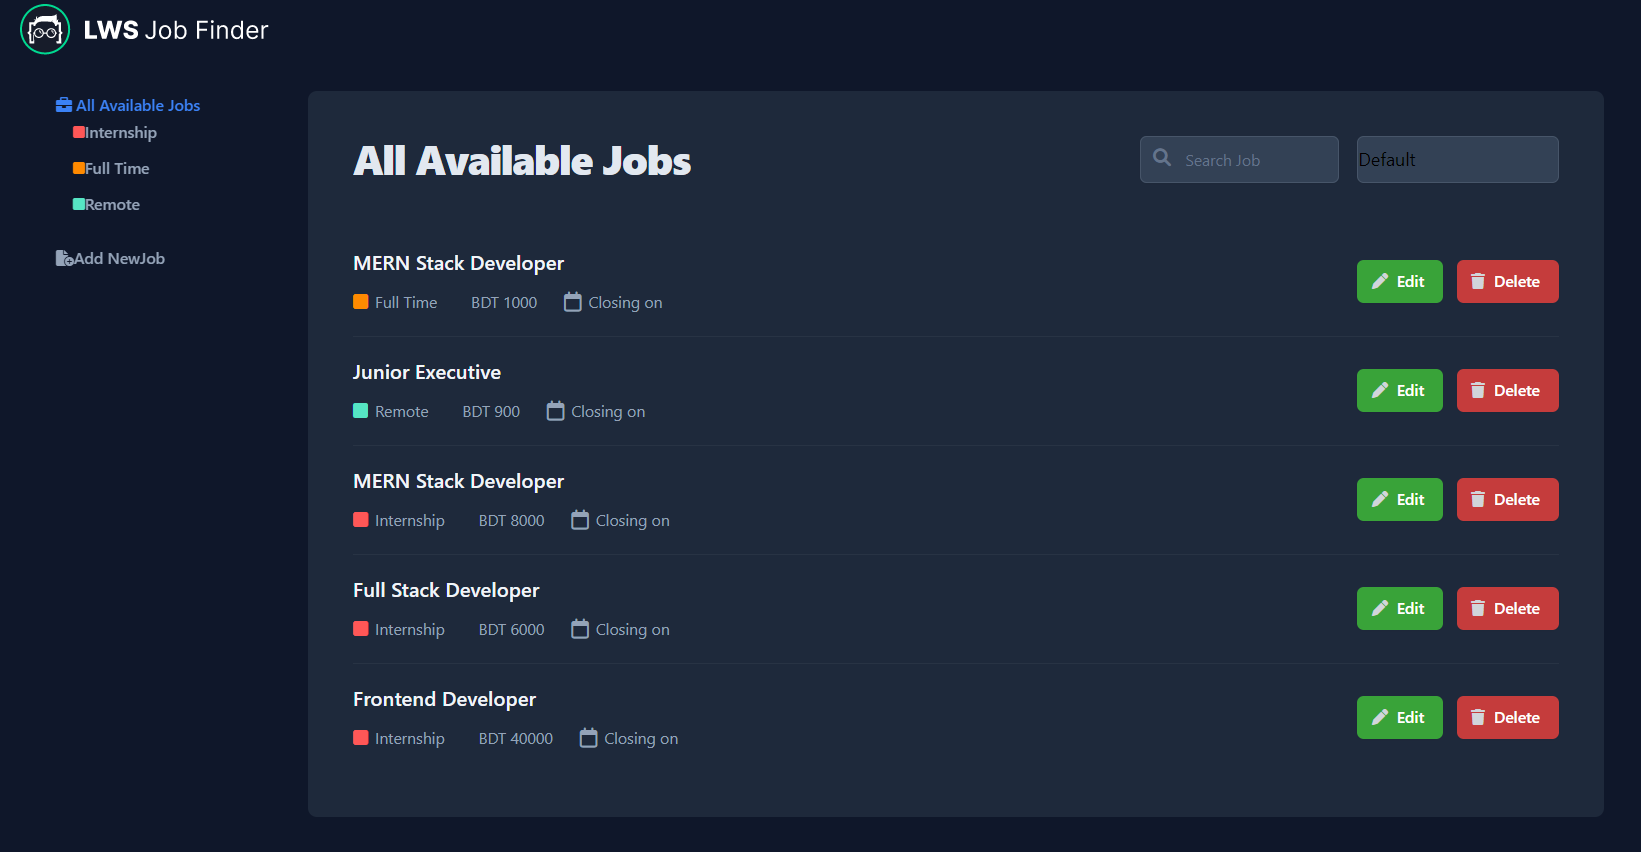 LWS Job Finder
All Available Jobs
Internship
Full Time
Remote
Add NewJob
All Available Jobs
Search Job
Default
MERN Stack Developer
Full Time BDT 1000 Closing on
Edit Delete
Junior Executive
Remote BDT 900 Closing on
Edit Delete
MERN Stack Developer
Internship BDT 8000 Closing on
Edit Delete
Full Stack Developer
Internship BDT 6000 Closing on
Edit Delete
Frontend Developer
Internship BDT 40000 Closing on
Edit Delete